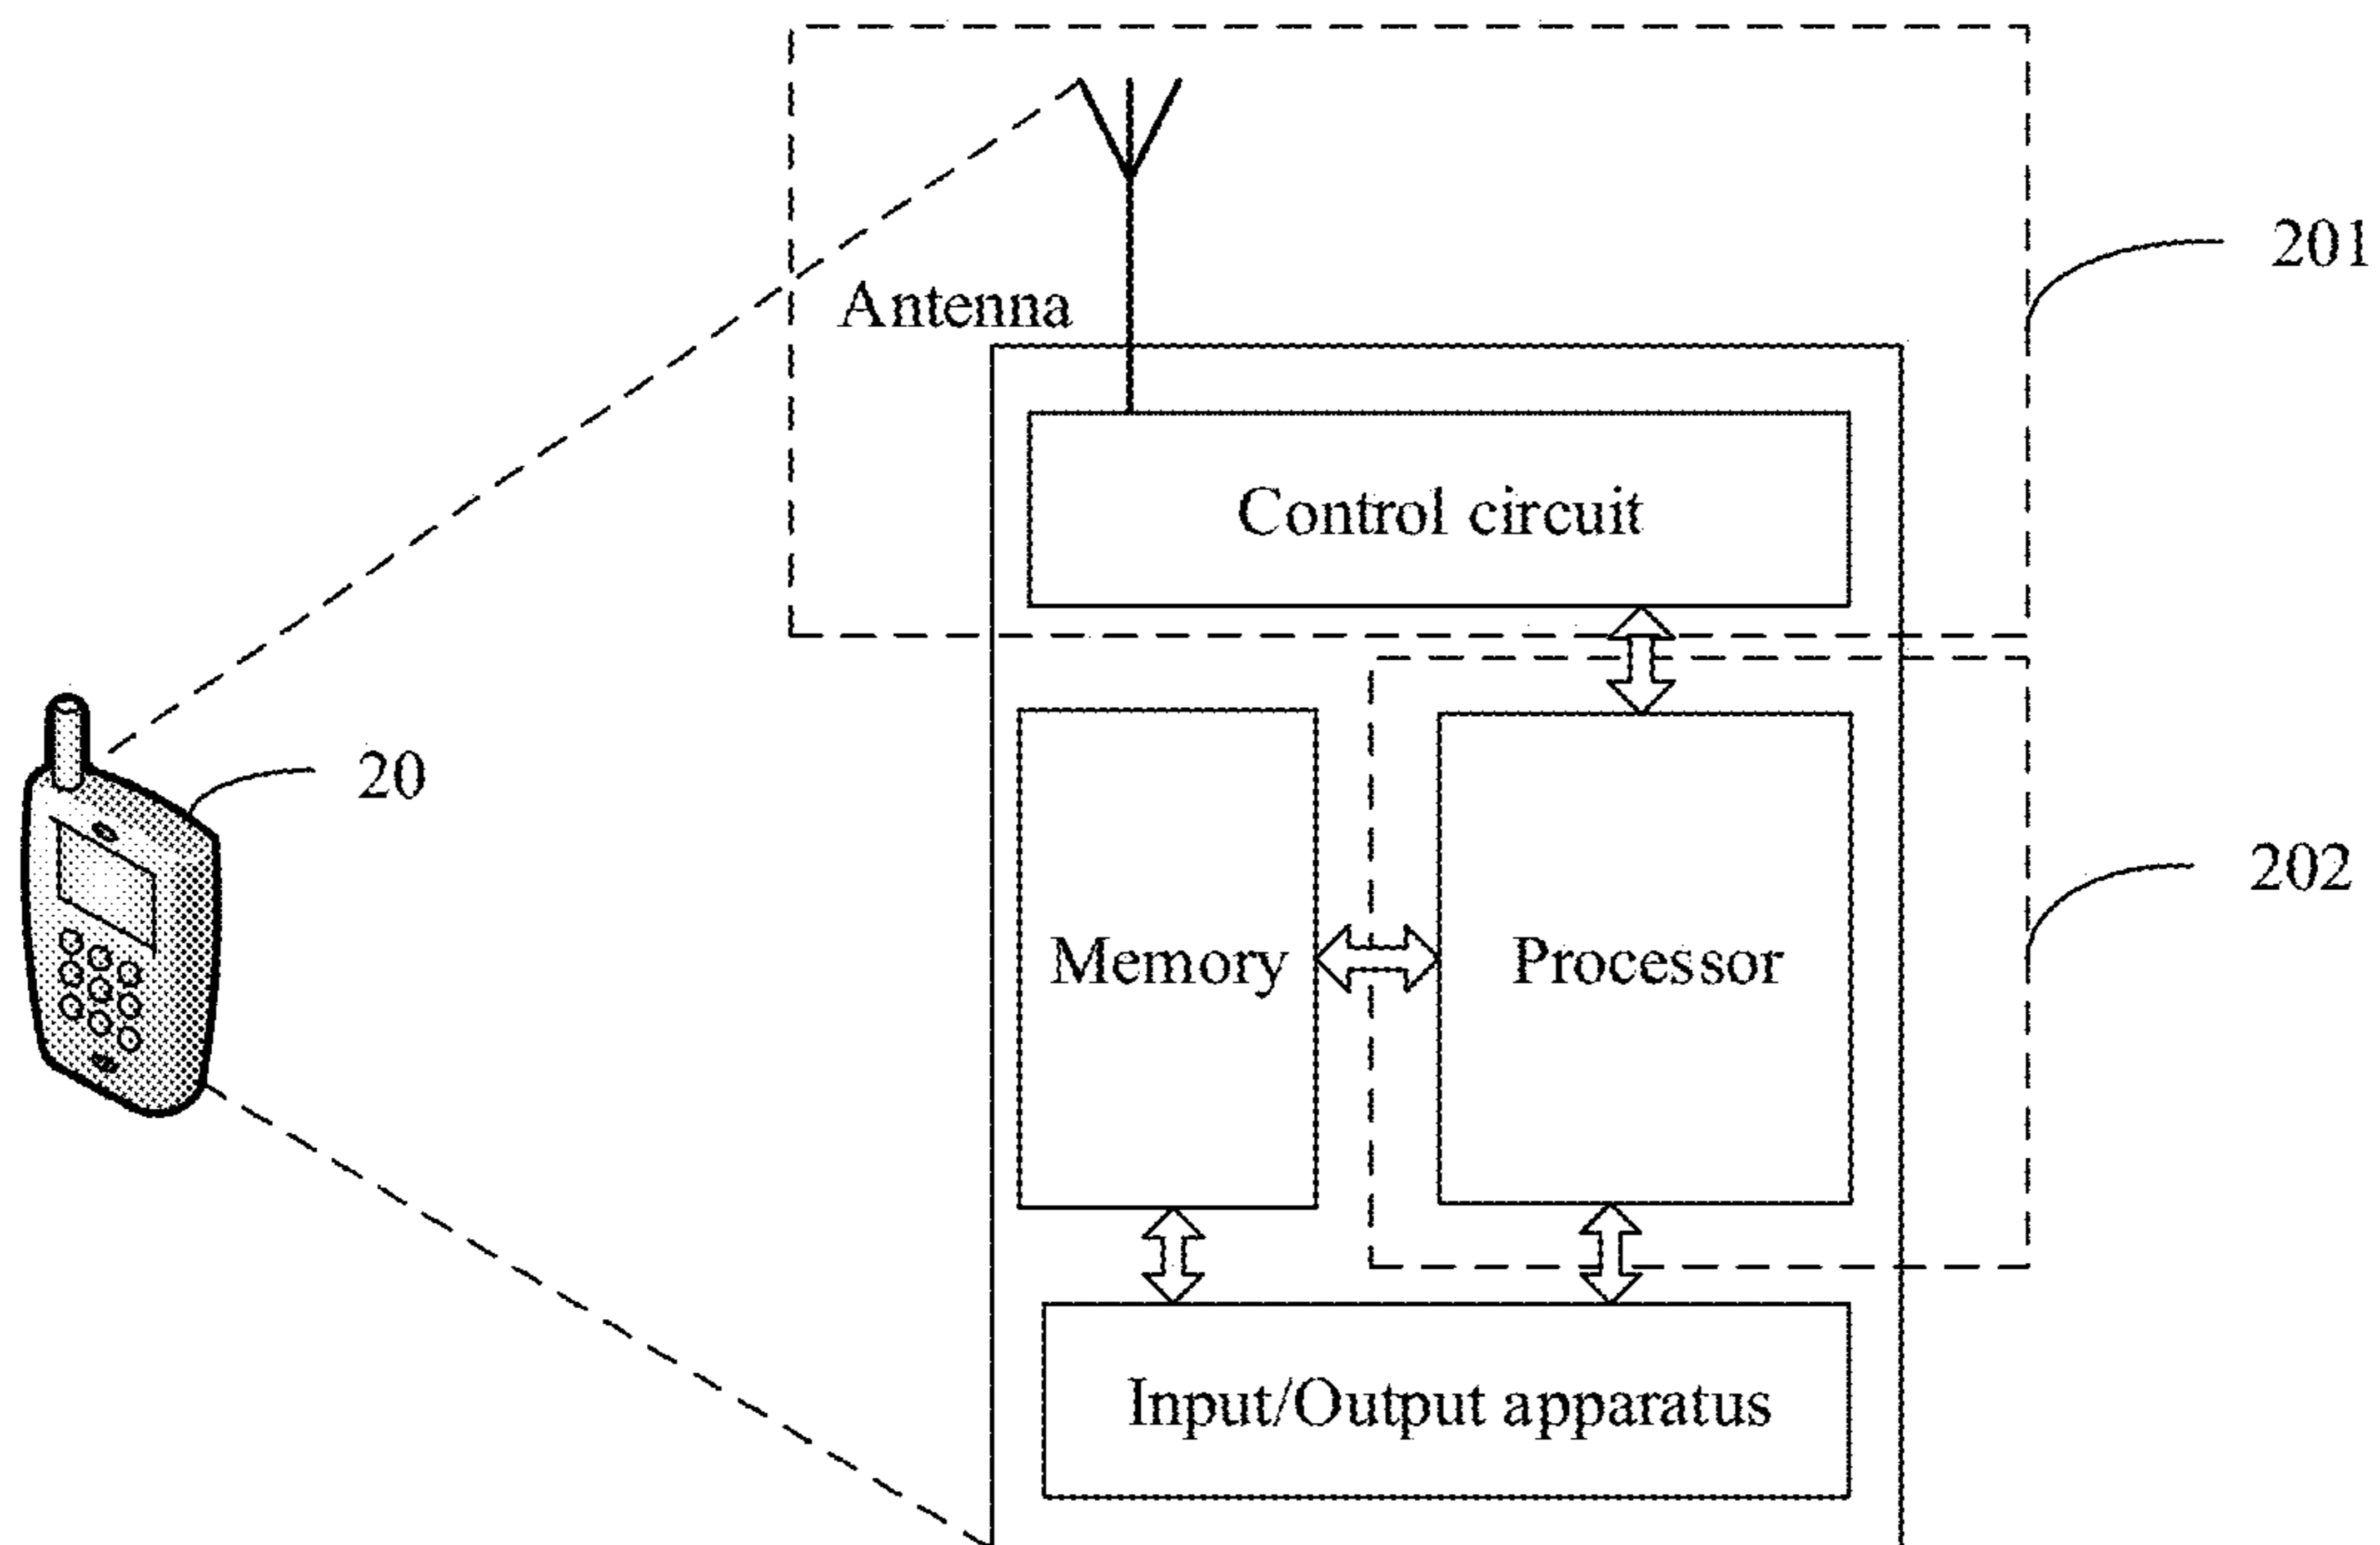 201
Antenna
Control circuit
20
202
Memory
Processor
Input/Output apparatus